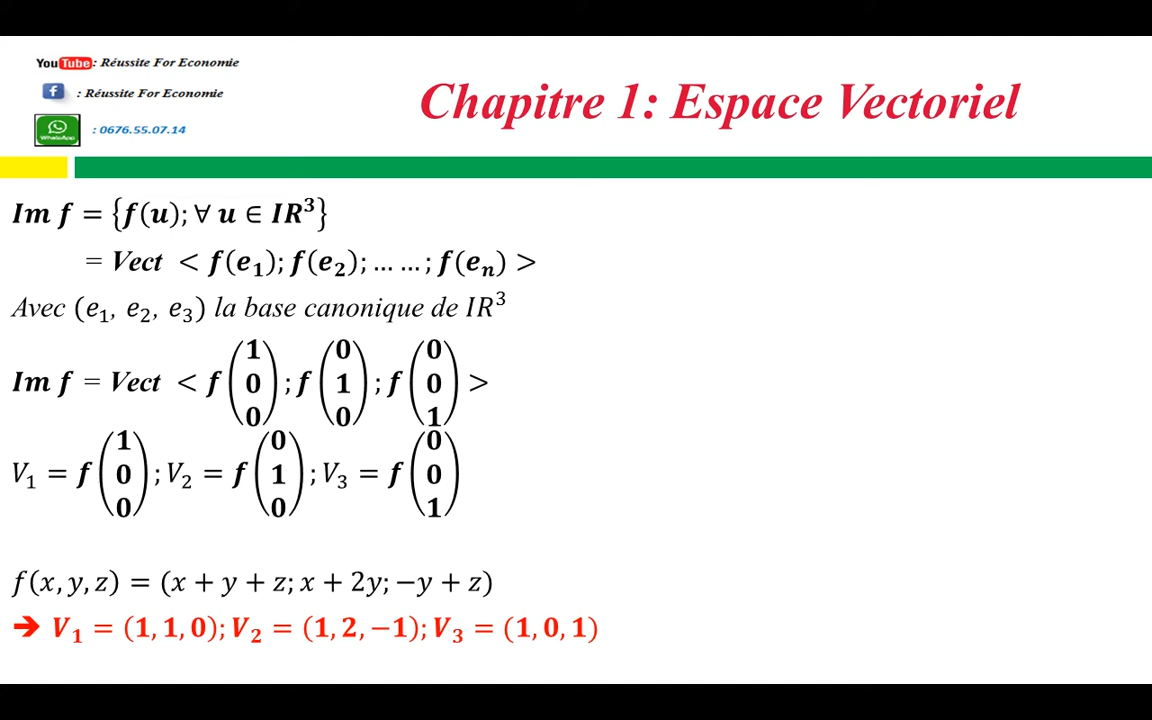 YouTube : Réussite For Economie
f : Réussite For Economie
WhatsApp : 0676.55.07.14
Chapitre 1: Espace Vectoriel
Im f = {f(u); ∀ u ∈ IR³}
= Vect < f(e₁); f(e₂); … … ; f(eₙ) >
Avec (e₁, e₂, e₃) la base canonique de IR³
Im f = Vect < f(1 0 0) ; f(0 1 0) ; f(0 0 1) >
V₁ = f(1 0 0) ; V₂ = f(0 1 0) ; V₃ = f(0 0 1)
f(x, y, z) = (x + y + z; x + 2y; −y + z)
➔ V₁ = (1, 1, 0); V₂ = (1, 2, −1); V₃ = (1, 0, 1)